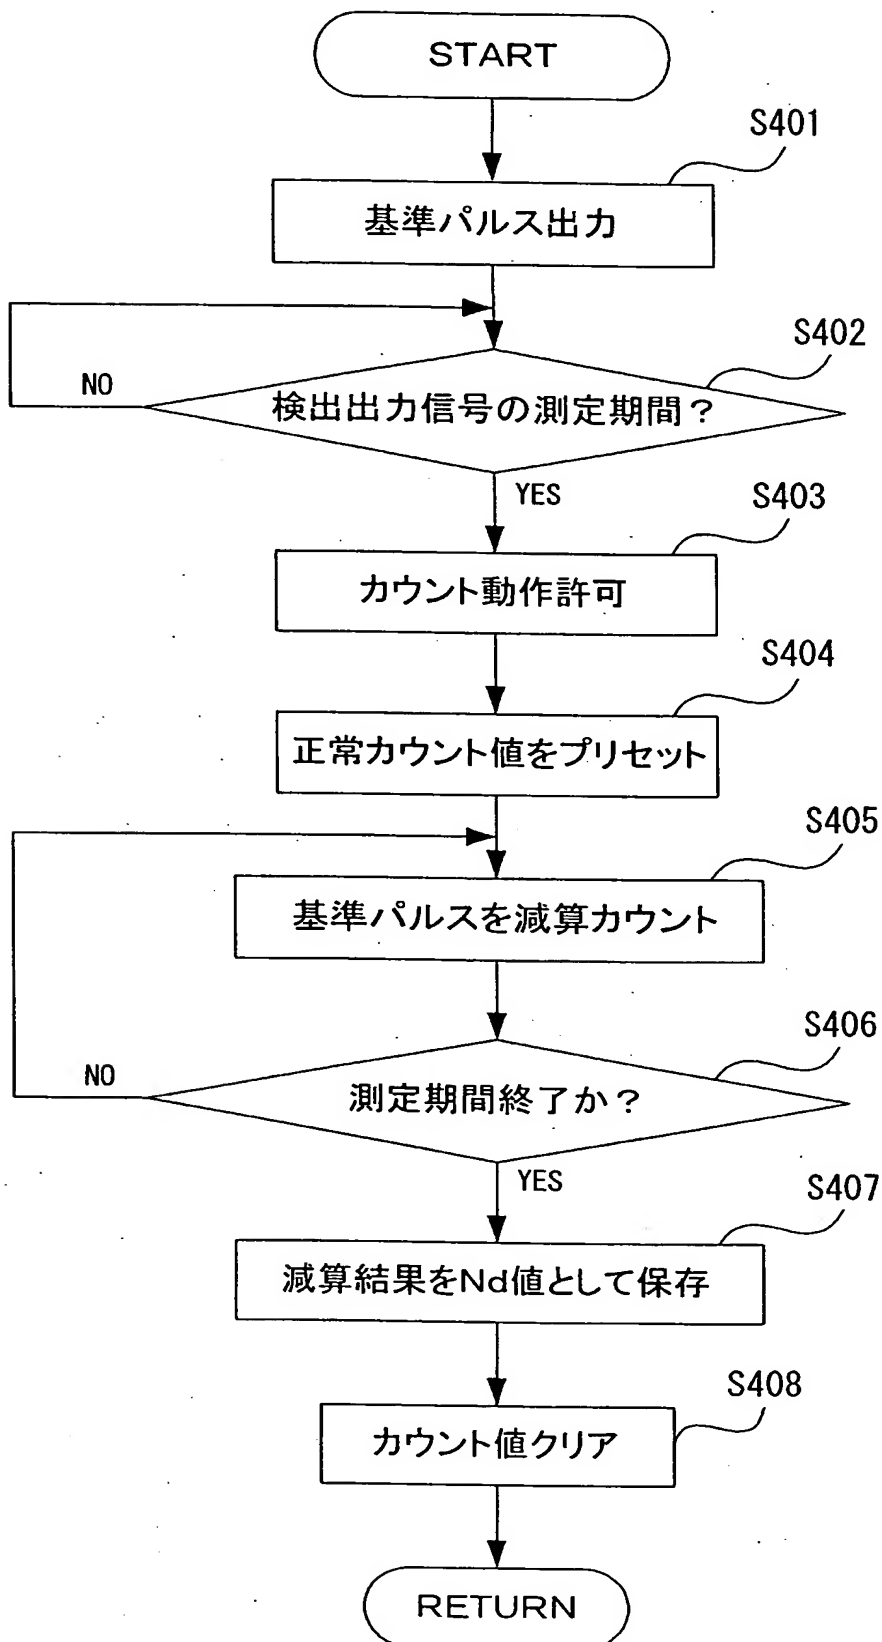 START
S401
基準パルス出力
S402
NO
検出出力信号の測定期間?
YES
S403
カウント動作許可
S404
正常カウント値をプリセット
S405
基準パルスを減算カウント
S406
NO
測定期間終了か?
YES
S407
減算結果をNd値として保存
S408
カウント値クリア
RETURN